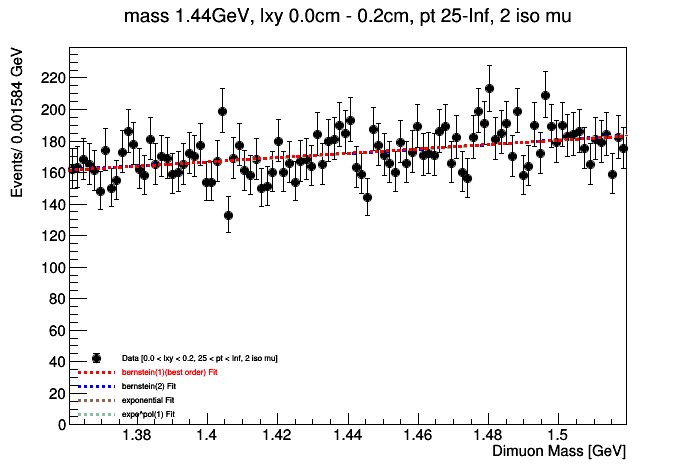 mass 1.44GeV, lxy 0.0cm - 0.2cm, pt 25-Inf, 2 iso mu
Events/ 0.001584 GeV
220
200
180
160
140
120
100
80
60
40
20
0
Data [0.0 < lxy < 0.2, 25 < pt < Inf, 2 iso mu]
bernstein(1)(best order) Fit
bernstein(2) Fit
exponential Fit
expo*pol(1) Fit
1.38 1.4 1.42 1.44 1.46 1.48 1.5
Dimuon Mass [GeV]